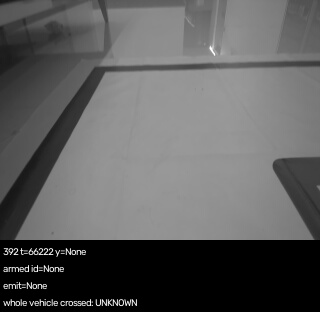 392 t=66222 y=None
armed id=None
emit=None
whole vehicle crossed: UNKNOWN